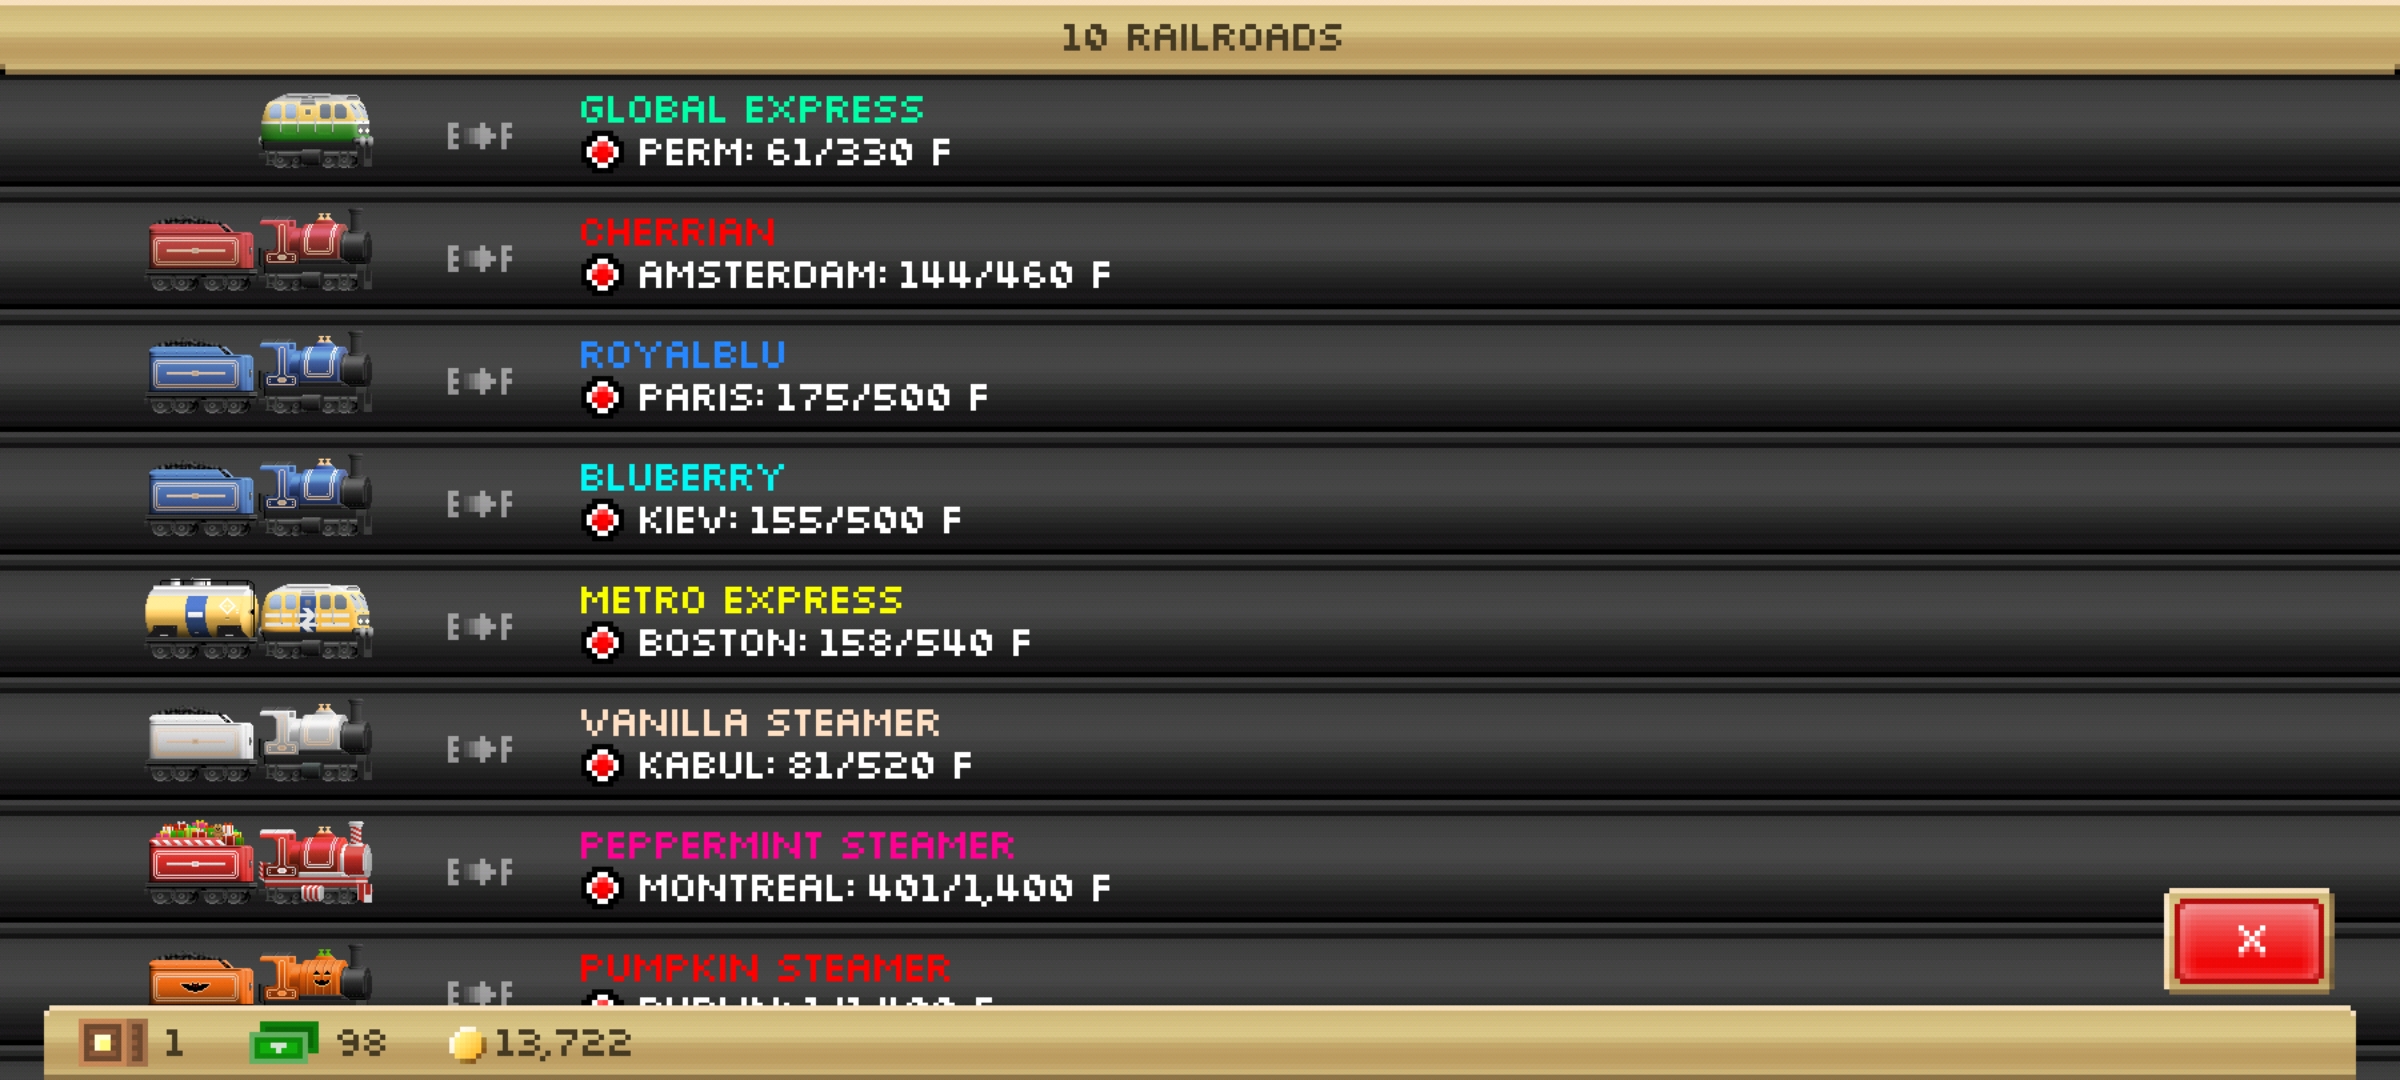 10 RAILROADS
E F
GLOBAL EXPRESS
PERM: 61/330 F
E F
CHERRIAN
AMSTERDAM: 144/460 F
E F
ROYALBLU
PARIS: 175/500 F
E F
BLUBERRY
KIEV: 155/500 F
E F
METRO EXPRESS
BOSTON: 158/540 F
E F
VANILLA STEAMER
KABUL: 81/520 F
E F
PEPPERMINT STEAMER
MONTREAL: 401/1,400 F
E F
PUMPKIN STEAMER
X
1 98 13,722